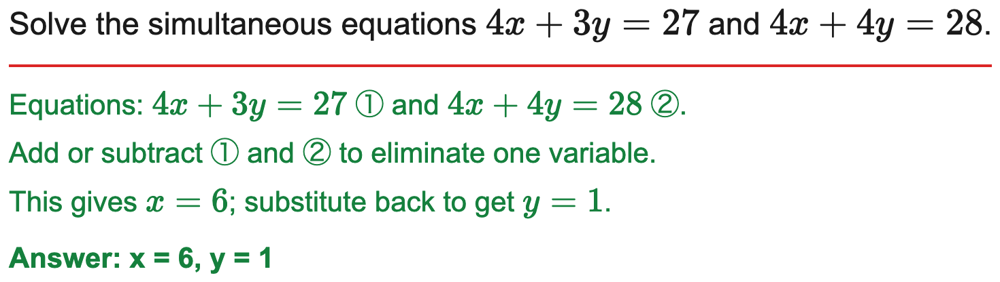 Solve the simultaneous equations 4x + 3y = 27 and 4x + 4y = 28.
Equations: 4x + 3y = 27 ① and 4x + 4y = 28 ②.
Add or subtract ① and ② to eliminate one variable.
This gives x = 6; substitute back to get y = 1.
Answer: x = 6, y = 1